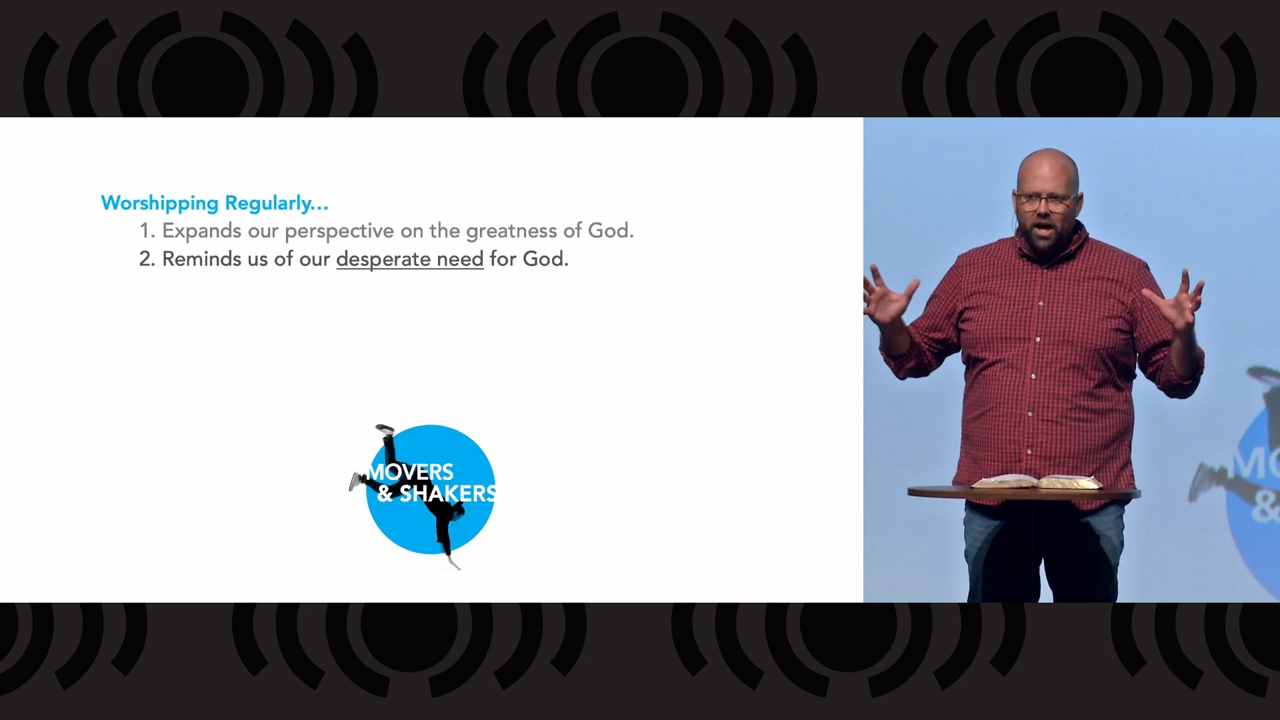 Worshipping Regularly...
1. Expands our perspective on the greatness of God.
2. Reminds us of our desperate need for God.
MOVERS
& SHAKERS
MO
&